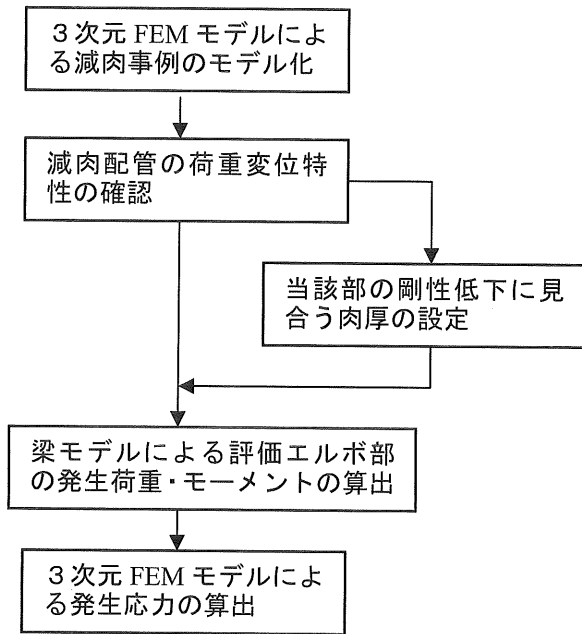 ３次元 FEM モデルによ
る減肉事例のモデル化
減肉配管の荷重変位特
性の確認
当該部の剛性低下に見
合う肉厚の設定
梁モデルによる評価エルボ部
の発生荷重・モーメントの算出
３次元 FEM モデルによ
る発生応力の算出